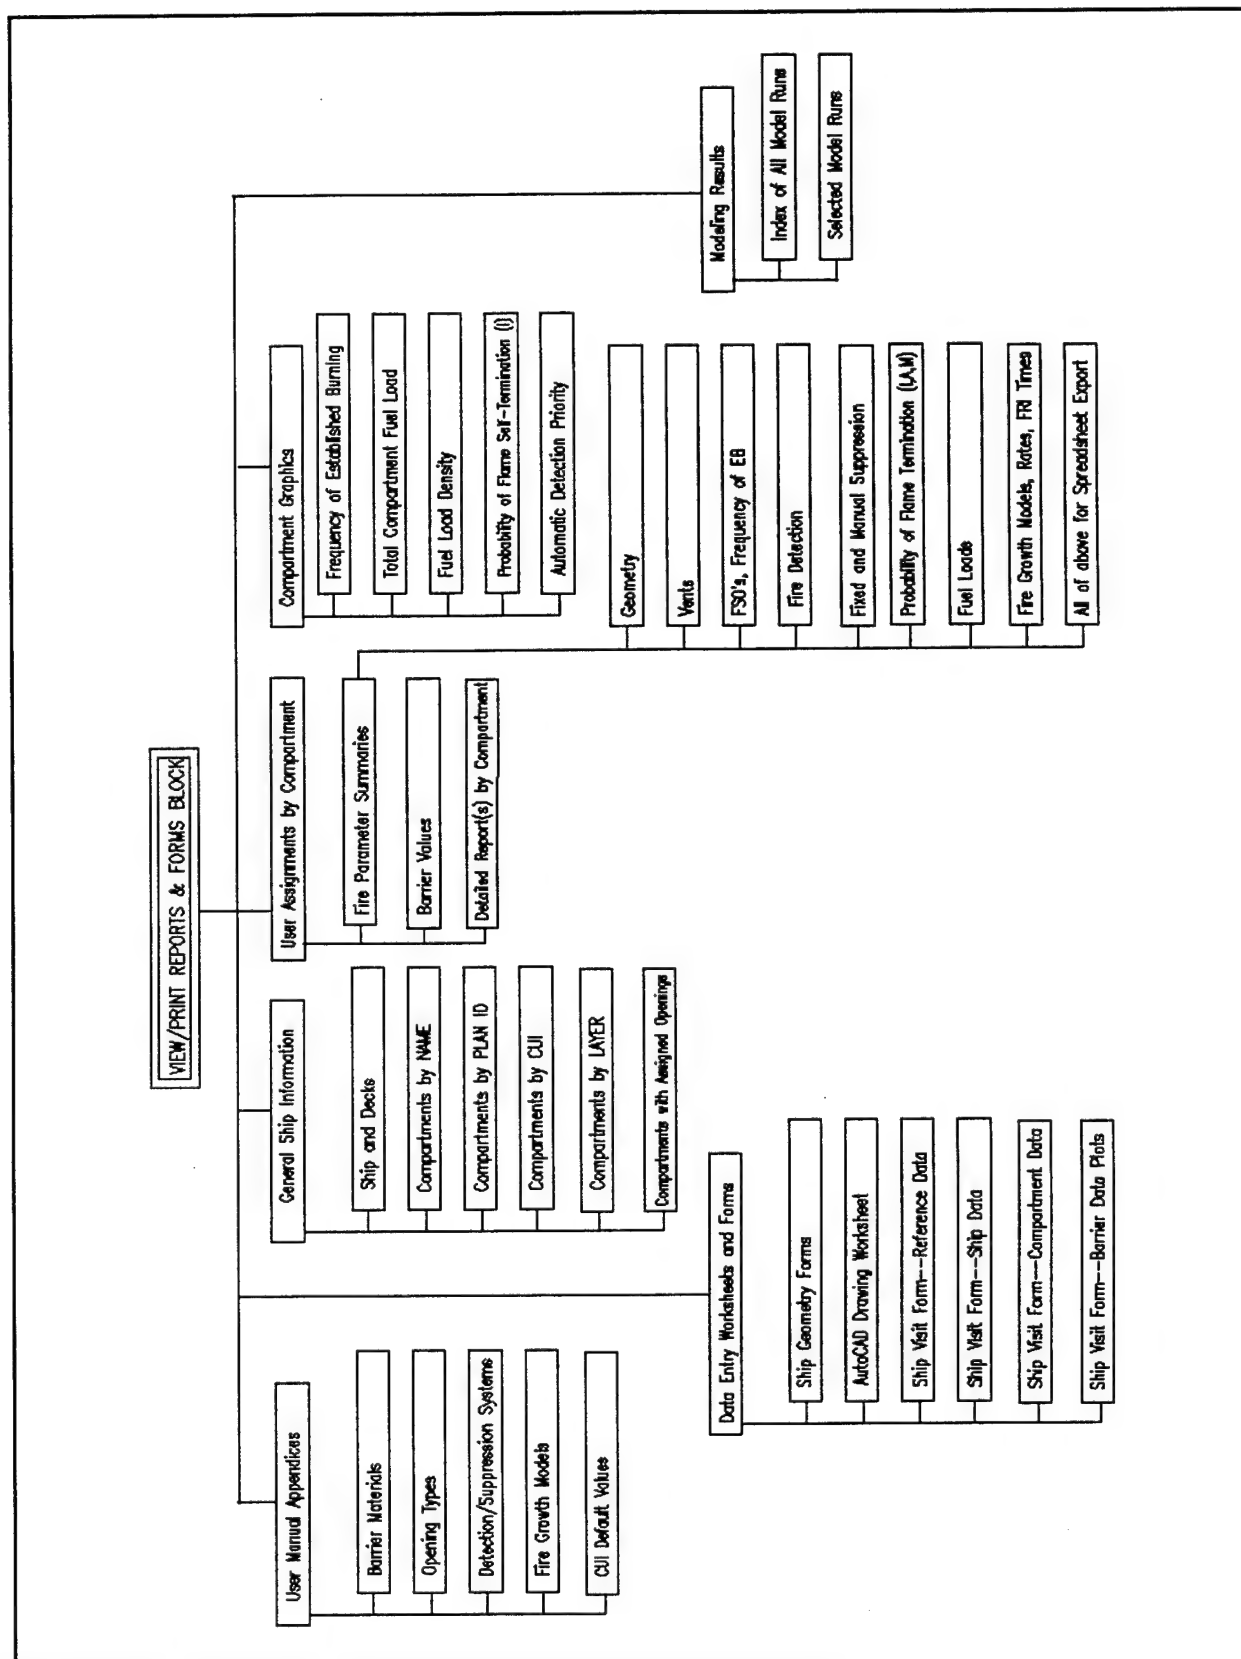 VIEW/PRINT REPORTS & FORMS BLOCK
User Manual Appendices
Barrier Materials
Opening Types
Detection/Suppression Systems
Fire Growth Models
CUI Default Values
Data Entry Worksheets and Forms
Ship Geometry Forms
AutoCAD Drawing Worksheet
Ship Visit Form--Reference Data
Ship Visit Form--Ship Data
Ship Visit Form--Compartment Data
Ship Visit Form--Barrier Data Plots
General Ship Information
Ship and Decks
Compartments by NAME
Compartments by PLAN ID
Compartments by CUI
Compartments by LAYER
Compartments with Assigned Openings
User Assignments by Compartment
Fire Parameter Summaries
Barrier Values
Detailed Report(s) by Compartment
Geometry
Vents
FSO's, Frequency of EB
Fire Detection
Fixed and Manual Suppression
Probability of Flame Termination (I,A,M)
Fuel Loads
Fire Growth Models, Rates, FRI Times
All of above for Spreadsheet Export
Compartment Graphics
Frequency of Established Burning
Total Compartment Fuel Load
Fuel Load Density
Probability of Flame Self-Termination (I)
Automatic Detection Priority
Modeling Results
Index of All Model Runs
Selected Model Runs